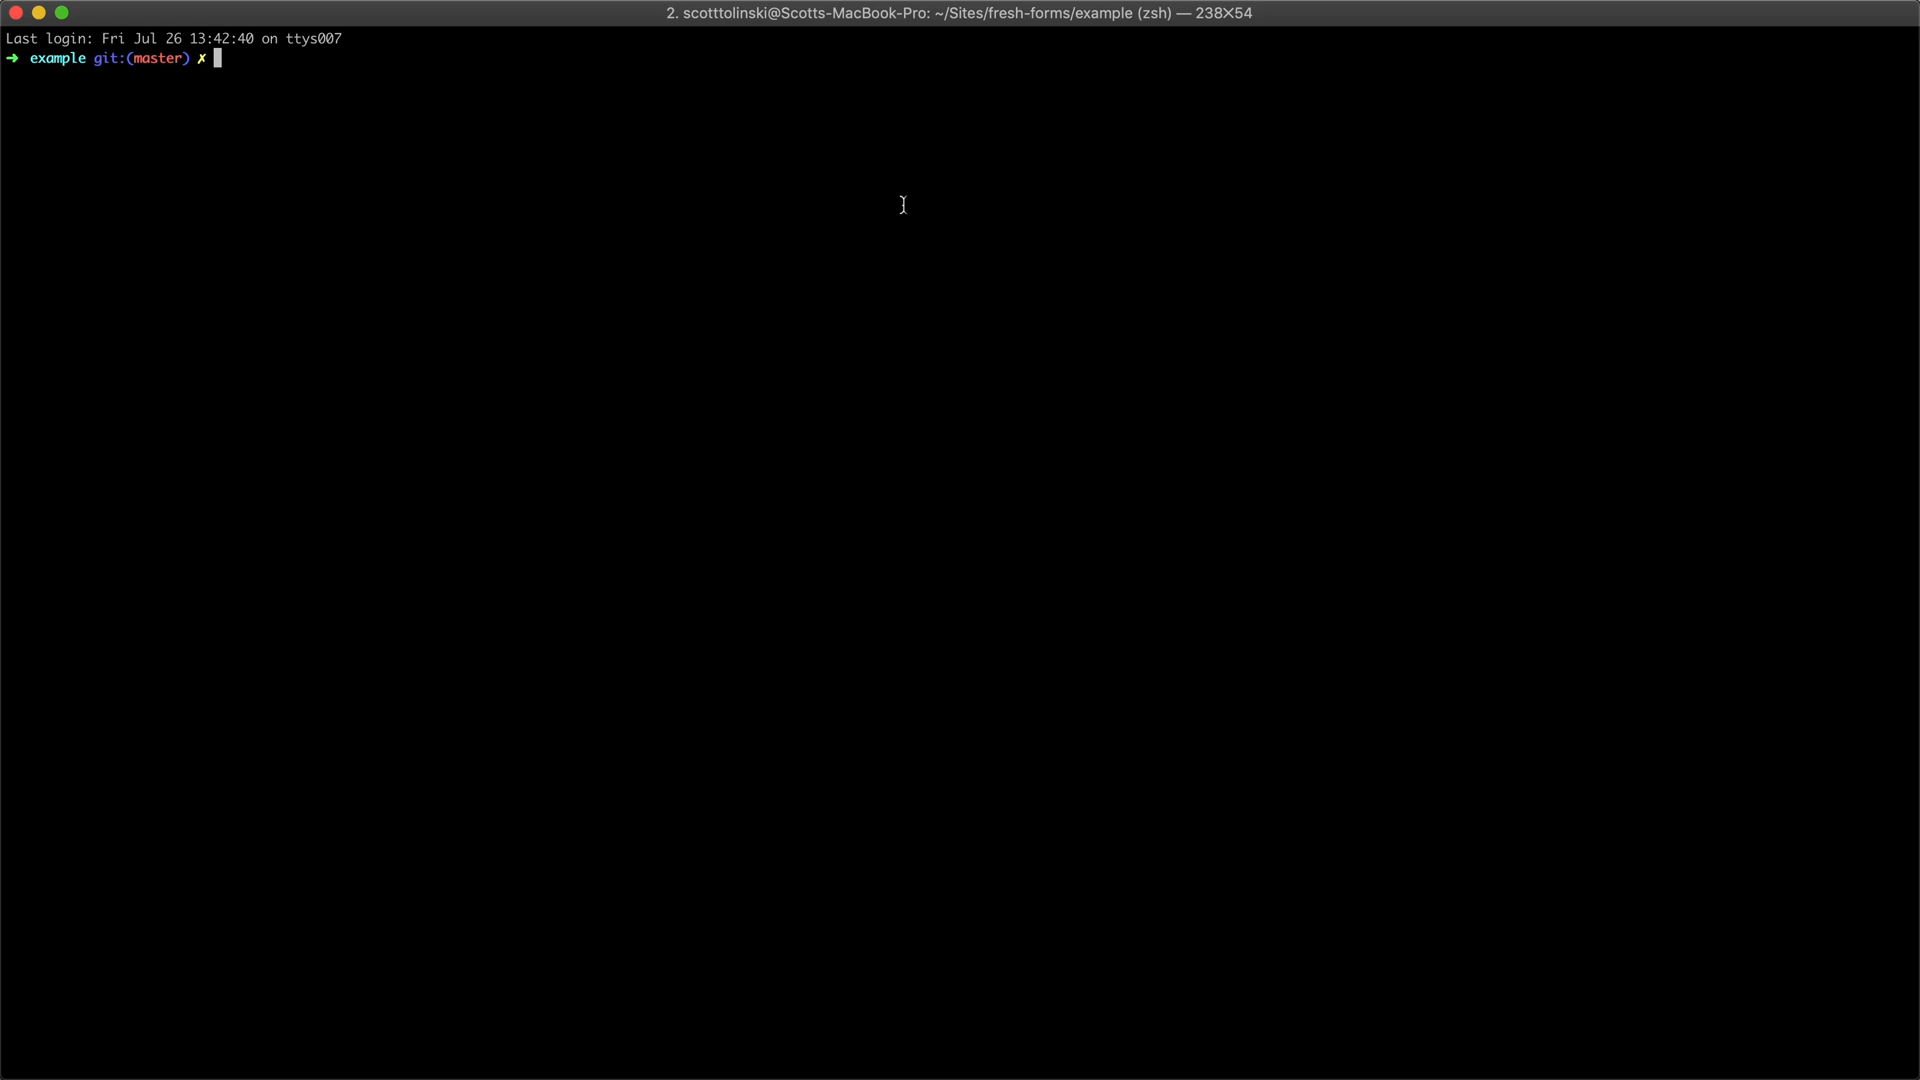 2. scotttolinski@Scotts-MacBook-Pro: ~/Sites/fresh-forms/example (zsh) — 238✕54
Last login: Fri Jul 26 13:42:40 on ttys007
➜ example git:(master) ✗